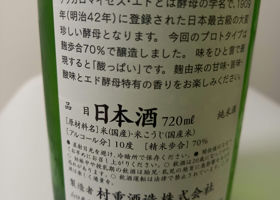 ッカロマイセス・エドとは酵母の学名で、1909
年(明治42年)に登録された日本最古級の大変
珍しい酵母となります。今回のプロトタイプは
麹歩合70%で醸造しました。味をひと言で表
現すると「酸っぱい」です。麹由来の甘味・旨味・
酸味とエド酵母特有の香りをお楽しみください。
品目 日本酒 720ml 純米酒
[原材料名]米(国産)・米こうじ(国産米)
[アルコール分]10度 [精米歩合]70%
製造者 村重酒造株式会社